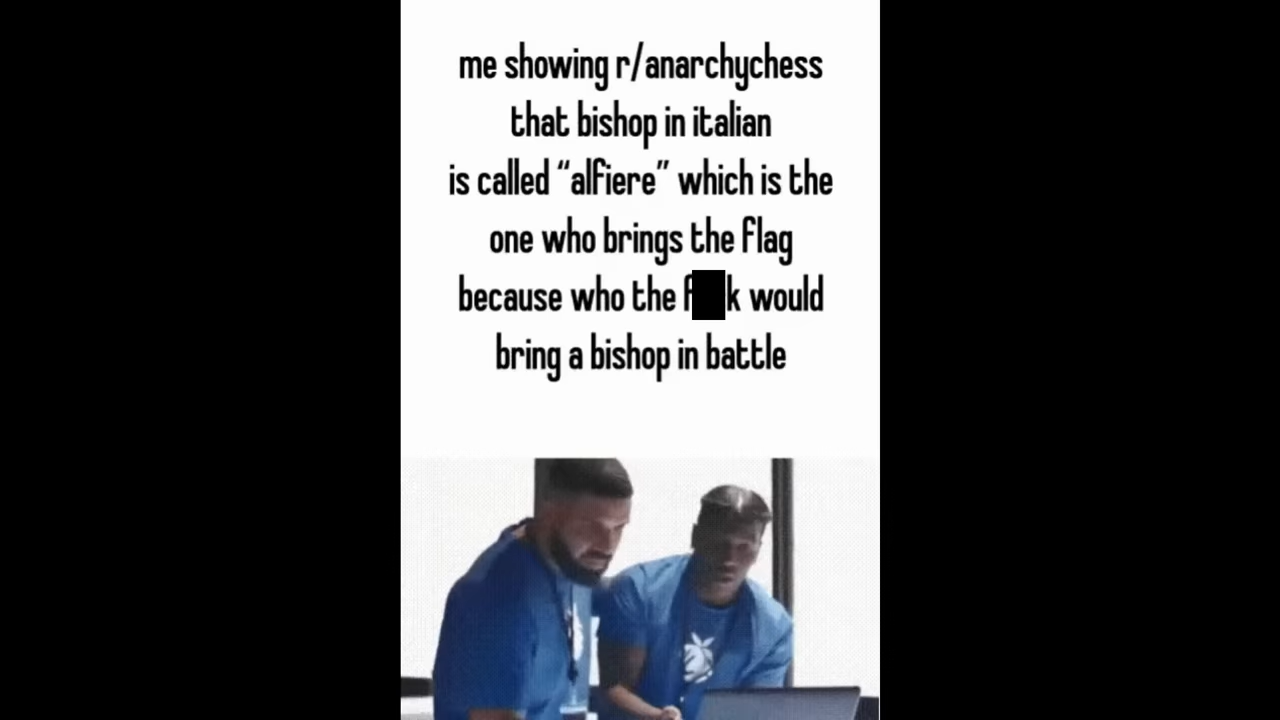 me showing r/anarchychess
that bishop in italian
is called “alfiere” which is the
one who brings the flag
because who the f k would
bring a bishop in battle